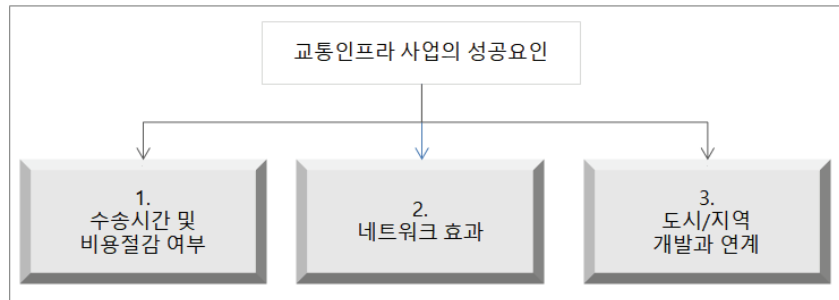 교통인프라 사업의 성공요인
1.
수송시간 및
비용절감 여부
2.
네트워크 효과
3.
도시/지역
개발과 연계